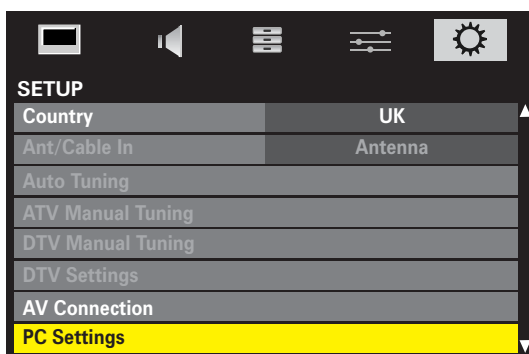 SETUP
Country UK
Ant/Cable In Antenna
Auto Tuning
ATV Manual Tuning
DTV Manual Tuning
DTV Settings
AV Connection
PC Settings